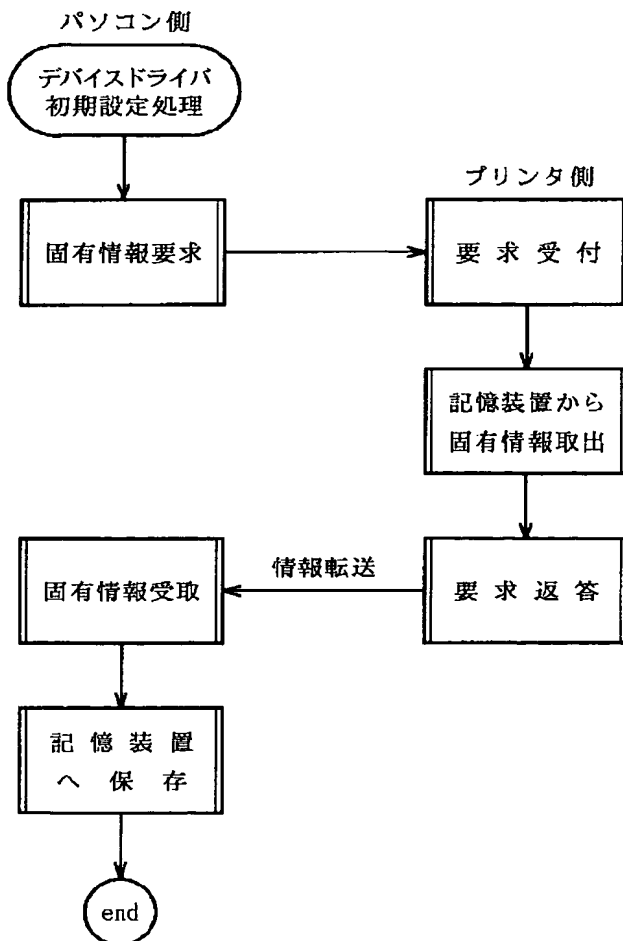 パソコン側
デバイスドライバ
初期設定処理
プリンタ側
固有情報要求
要求受付
記憶装置から
固有情報取出
情報転送
固有情報受取
要求返答
記憶装置
へ保存
end